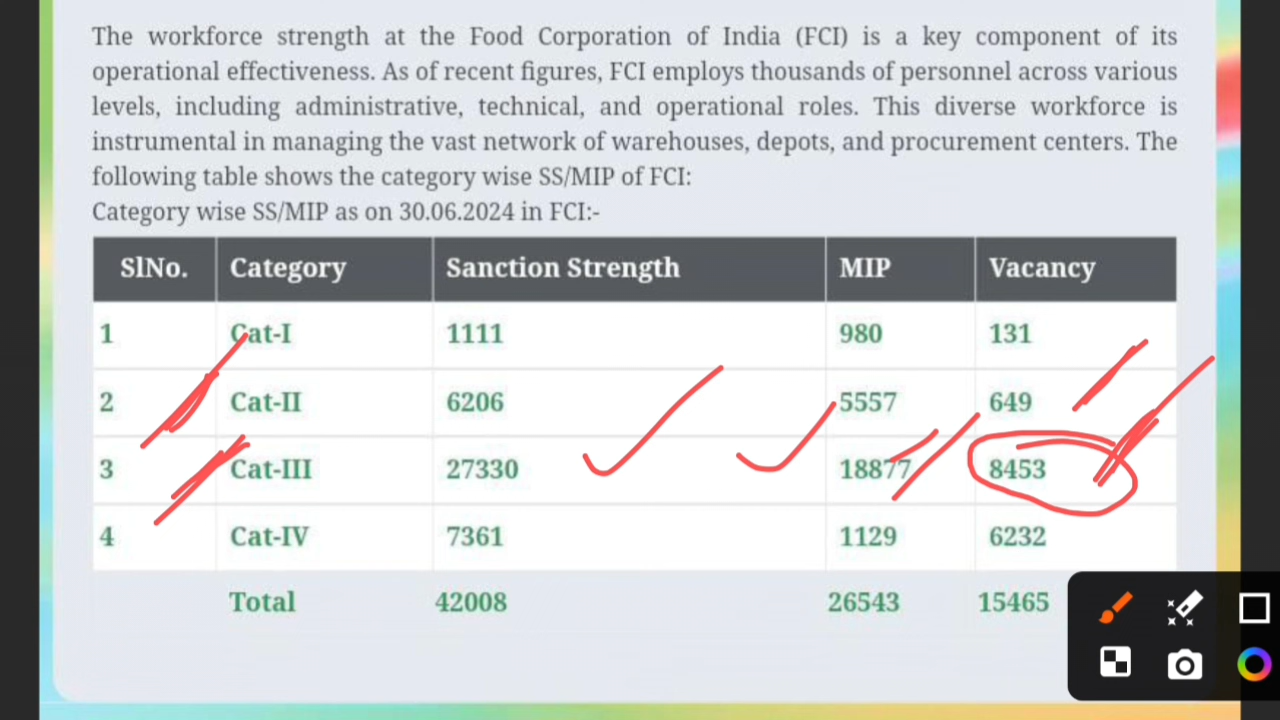 The workforce strength at the Food Corporation of India (FCI) is a key component of its
operational effectiveness. As of recent figures, FCI employs thousands of personnel across various
levels, including administrative, technical, and operational roles. This diverse workforce is
instrumental in managing the vast network of warehouses, depots, and procurement centers. The
following table shows the category wise SS/MIP of FCI:
Category wise SS/MIP as on 30.06.2024 in FCI:-
SlNo. Category Sanction Strength MIP Vacancy
1 Cat-I 1111 980 131
2 Cat-II 6206 5557 649
3 Cat-III 27330 18877 8453
4 Cat-IV 7361 1129 6232
Total 42008 26543 15465